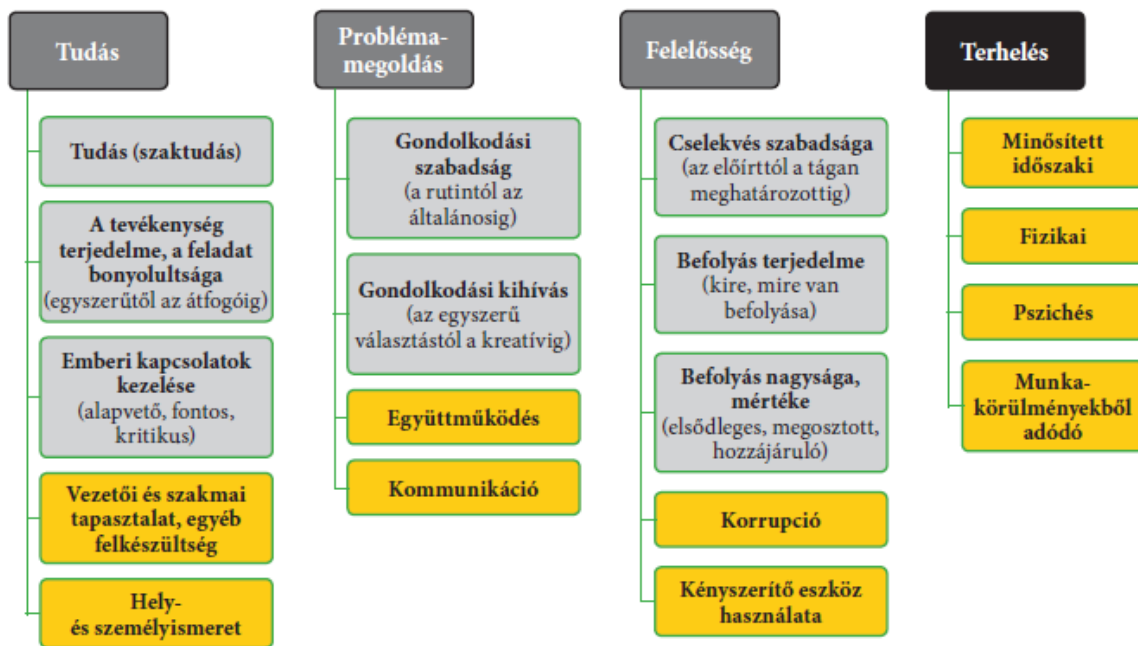 Tudás
Tudás (szaktudás)
A tevékenység
terjedelme, a feladat
bonyolultsága
(egyszerűtől az átfogóig)
Emberi kapcsolatok
kezelése
(alapvető, fontos,
kritikus)
Vezetői és szakmai
tapasztalat, egyéb
felkészültség
Hely-
és személyismeret
Probléma-
megoldás
Gondolkodási
szabadság
(a rutintól az
általánosig)
Gondolkodási kihívás
(az egyszerű
választástól a kreatívig)
Együttműködés
Kommunikáció
Felelősség
Cselekvés szabadsága
(az előírttól a tágan
meghatározottig)
Befolyás terjedelme
(kire, mire van
befolyása)
Befolyás nagysága,
mértéke
(elsődleges, megosztott,
hozzájáruló)
Korrupció
Kényszerítő eszköz
használata
Terhelés
Minősített
időszaki
Fizikai
Pszichés
Munka-
körülményekből
adódó